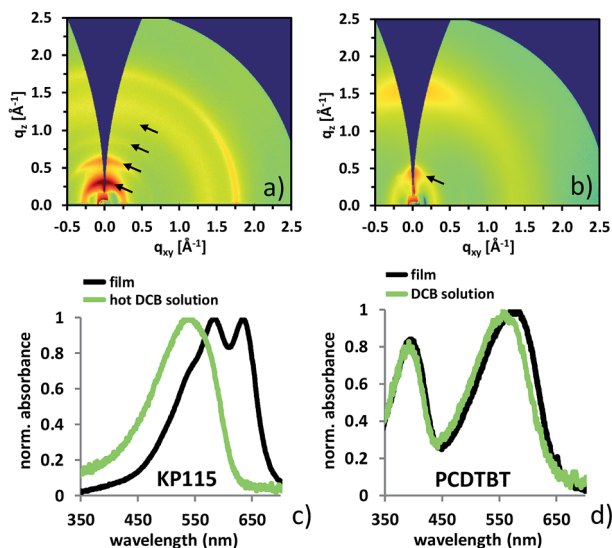 2.5
2.0
1.5
1.0
0.5
0.0
qz [Å-1]
-0.5 0.0 0.5 1.0 1.5 2.0 2.5
qxy [Å-1]
a)
2.5
2.0
1.5
1.0
0.5
0.0
qz [Å-1]
-0.5 0.0 0.5 1.0 1.5 2.0 2.5
qxy [Å-1]
b)
film
hot DCB solution
1
0.8
0.6
0.4
0.2
0
norm. absorbance
KP115
350 450 550 650
wavelength (nm)
c)
film
DCB solution
1
0.8
0.6
0.4
0.2
0
norm. absorbance
PCDTBT
350 450 550 650
wavelength (nm)
d)